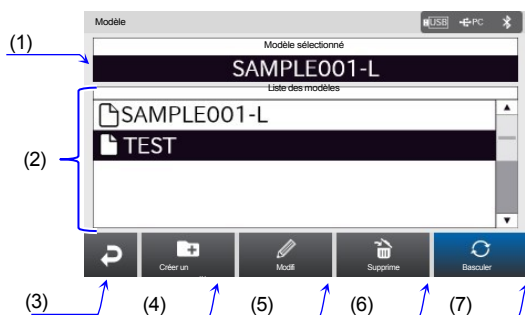 Modèle
USB
PC
(1)
Modèle sélectionné
SAMPLE001-L
Liste des modèles
(2)
SAMPLE001-L
TEST
Créer un
Modifi
Supprime
Basculer
(3)
(4)
(5)
(6)
(7)